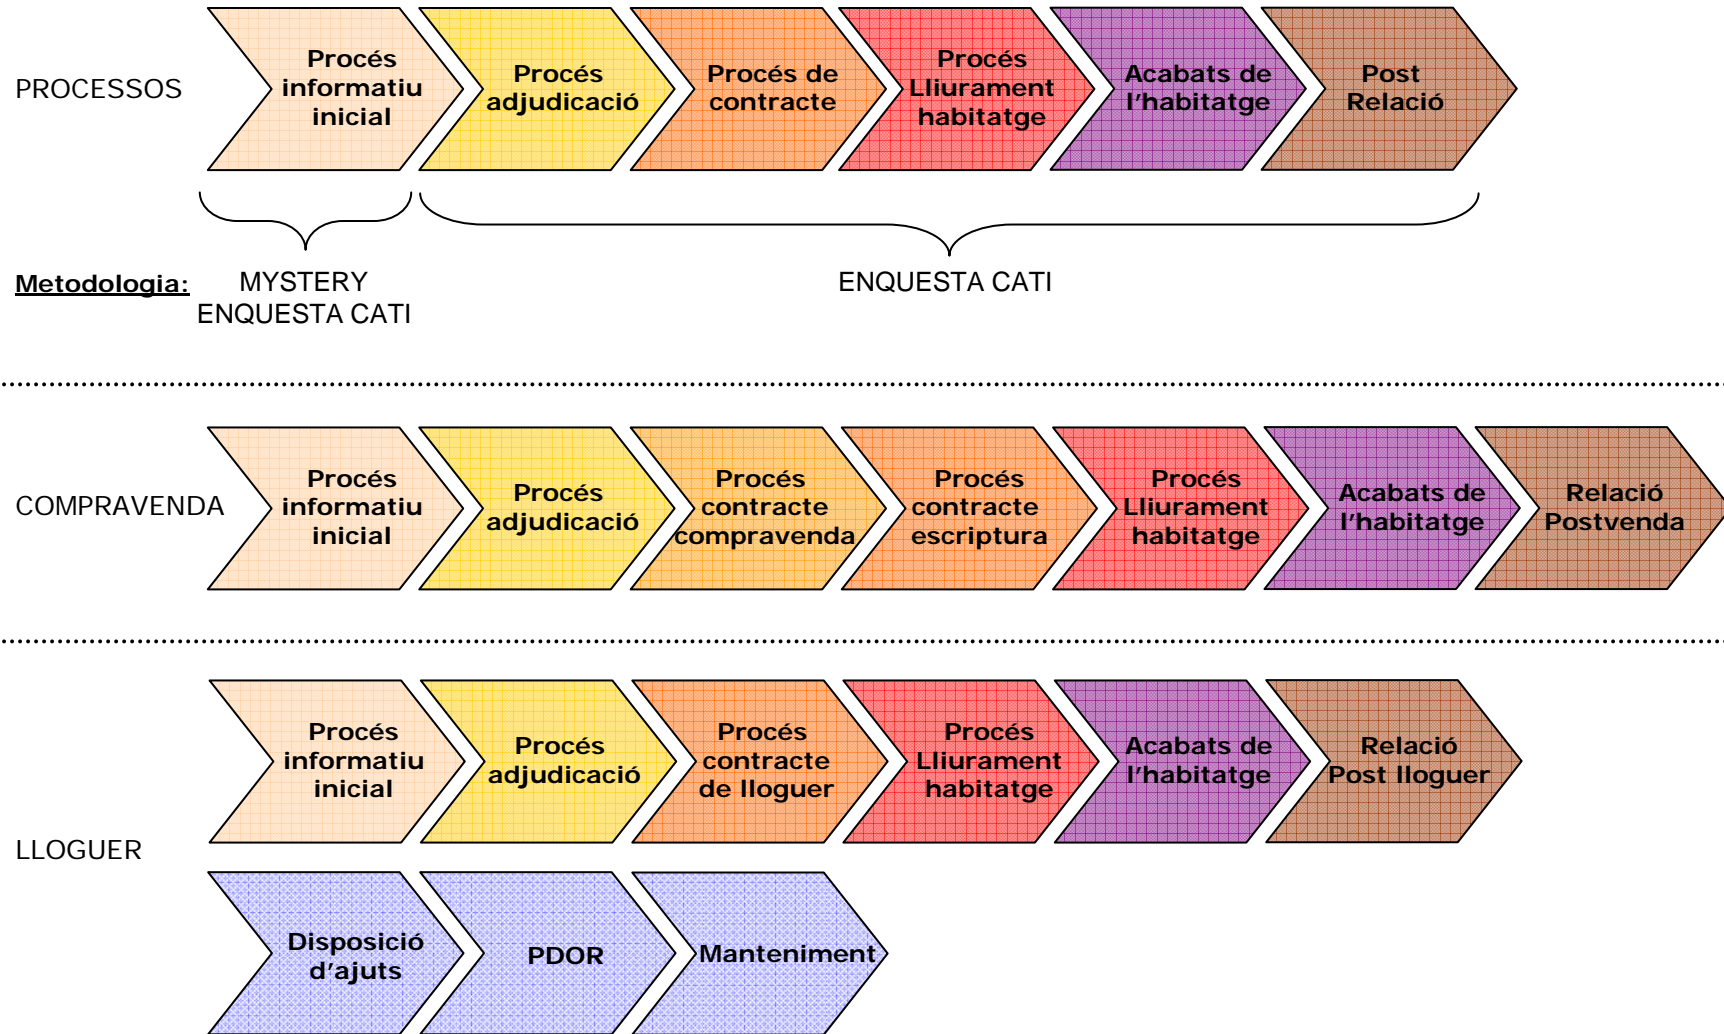 PROCESSOS
Procés
informatiu
inicial
Procés
adjudicació
Procés de
contracte
Procés
Lliurament
habitatge
Acabats de
l'habitatge
Post
Relació
Metodologia:
MYSTERY
ENQUESTA CATI
ENQUESTA CATI
COMPRAVENDA
Procés
informatiu
inicial
Procés
adjudicació
Procés
contracte
compravenda
Procés
contracte
escriptura
Procés
Lliurament
habitatge
Acabats de
l'habitatge
Relació
Postvenda
LLOGUER
Procés
informatiu
inicial
Procés
adjudicació
Procés
contracte
de lloguer
Procés
Lliurament
habitatge
Acabats de
l'habitatge
Relació
Post lloguer
Disposició
d'ajuts
PDOR
Manteniment